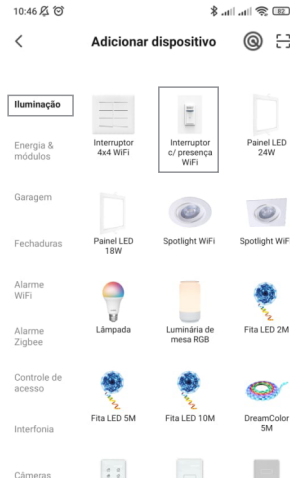 10:46
82
Adicionar dispositivo
Iluminação
Energia &
módulos
Garagem
Fechaduras
Alarme
WiFi
Alarme
Zigbee
Controle de
acesso
Interfonia
Câmeras
Interruptor
4x4 WiFi
Interruptor
c/ presença
WiFi
Painel LED
24W
Painel LED
18W
Spotlight WiFi
Spotlight WiF
Lâmpada
Luminária de
mesa RGB
Fita LED 2M
Fita LED 5M
Fita LED 10M
DreamColor
5M